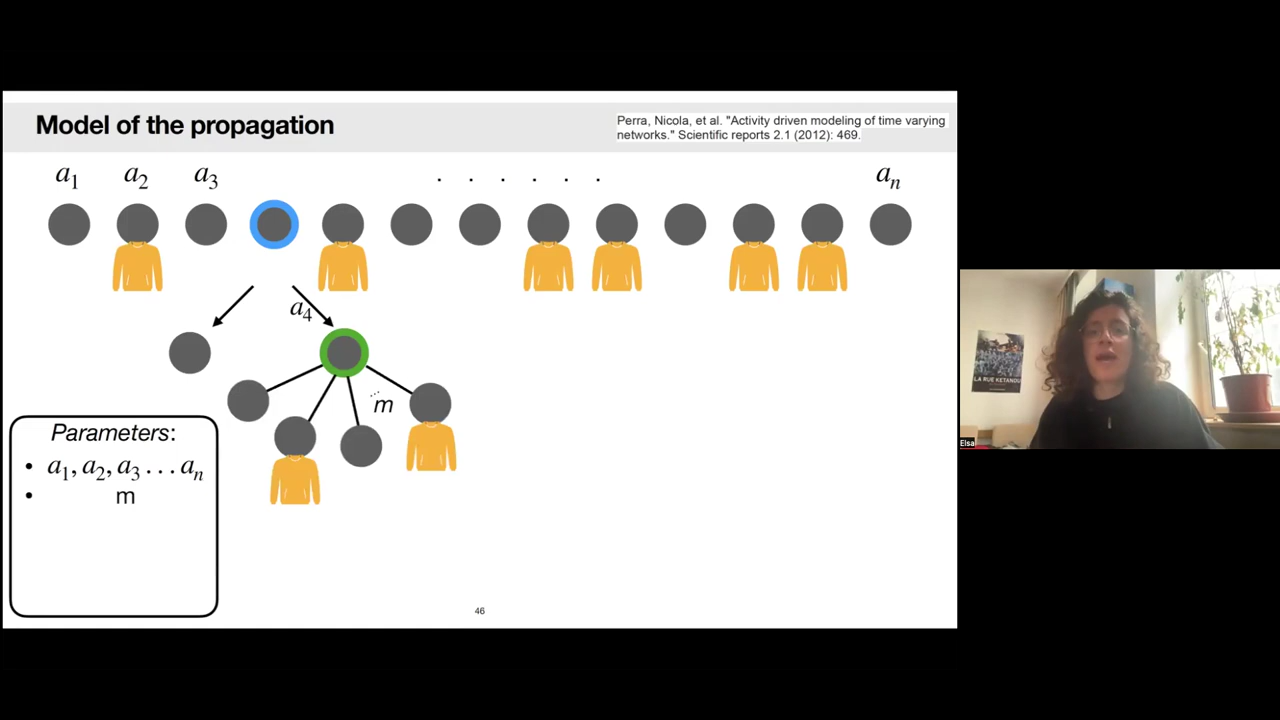 Model of the propagation
Perra, Nicola, et al. "Activity driven modeling of time varying
networks." Scientific reports 2.1 (2012): 469.
a₁ a₂ a₃ . . . . . . aₙ
a₄
... m
Parameters:
• a₁, a₂, a₃ ... aₙ
• m
46
LA RUE KETANOU
Elsa